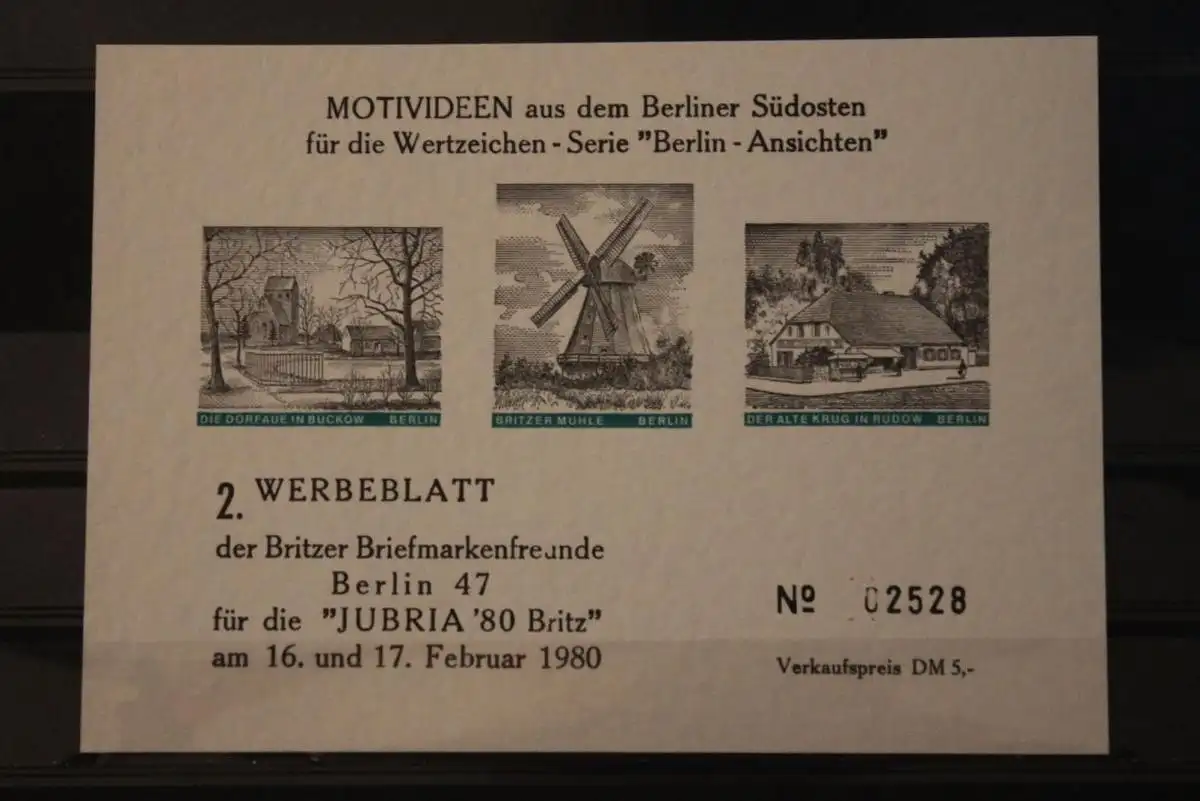 MOTIVIDEEN aus dem Berliner Südosten
für die Wertzeichen - Serie "Berlin - Ansichten"
DIE DORFAUE IN BUCKOW BERLIN
BRITZER MÜHLE BERLIN
DER ALTE KRUG IN RUDOW BERLIN
2. WERBEBLATT
der Britzer Briefmarkenfreunde
Berlin 47
für die "JUBRIA '80 Britz"
am 16. und 17. Februar 1980
Nº 02528
Verkaufspreis DM 5,-